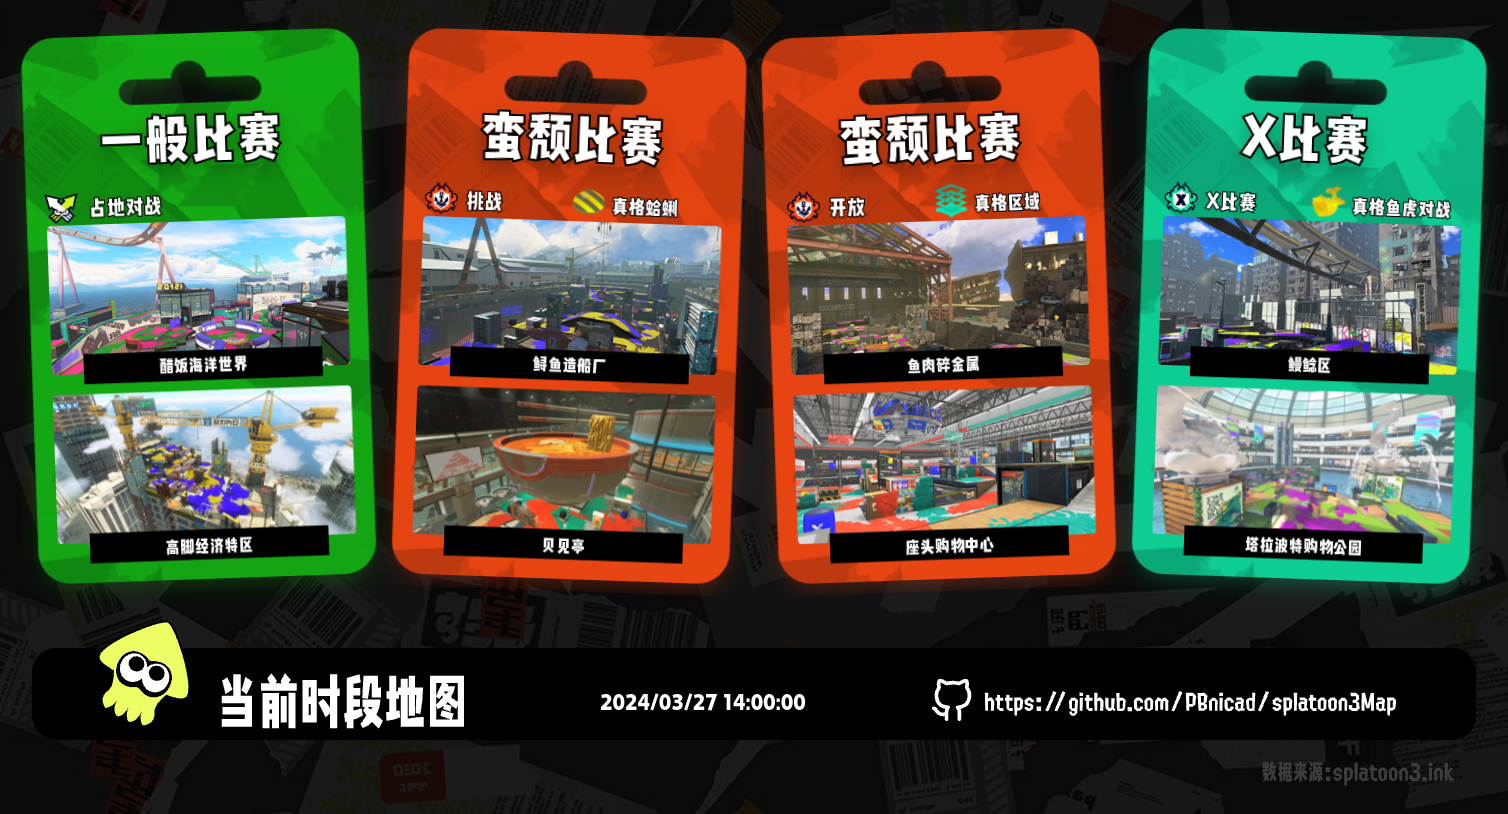 一般比赛
占地对战
醋饭海洋世界
高脚经济特区
蛮颓比赛
挑战
真格蛤蜊
鲟鱼造船厂
贝见亭
蛮颓比赛
开放
真格区域
鱼肉碎金属
座头购物中心
X比赛
X比赛
真格鱼虎对战
鳗鲶区
塔拉波特购物公园
当前时段地图
2024/03/27 14:00:00
https://github.com/PBnicad/splatoon3Map
数据来源:splatoon3.ink